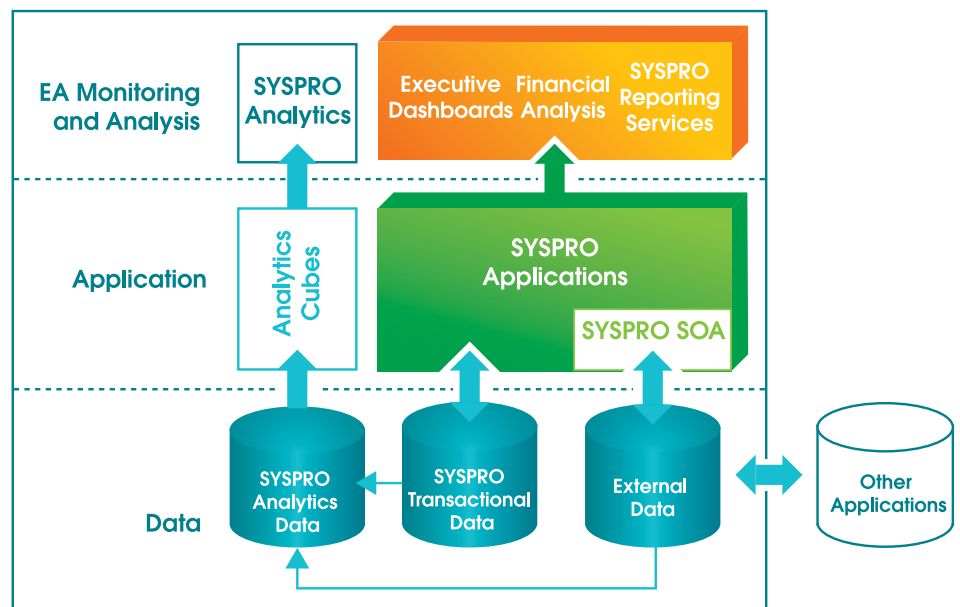 EA Monitoring
and Analysis
SYSPRO
Analytics
Executive
Dashboards
Financial
Analysis
SYSPRO
Reporting
Services
Application
Analytics
Cubes
SYSPRO
Applications
SYSPRO SOA
Data
SYSPRO
Analytics
Data
SYSPRO
Transactional
Data
External
Data
Other
Applications